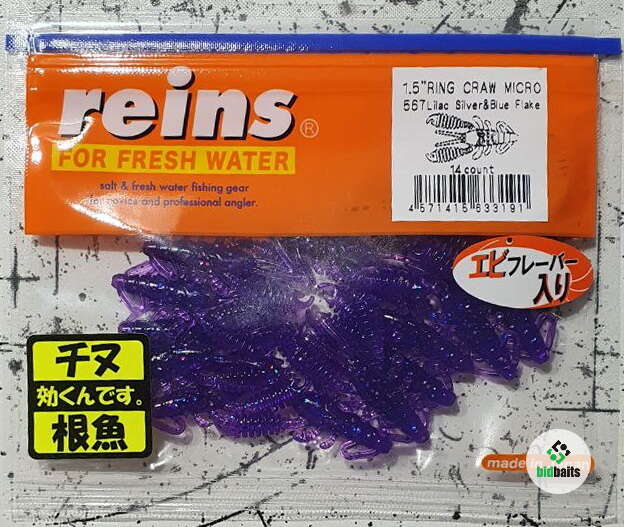 reins®
FOR FRESH WATER
salt & fresh water fishing gear
for novice and professional angler.
1.5"RING CRAW MICRO
567Lilac Silver&Blue Flake
14count
4 571415 633191
エビフレーバー
入り
チヌ
効くんです。
根魚
made
bidbaits